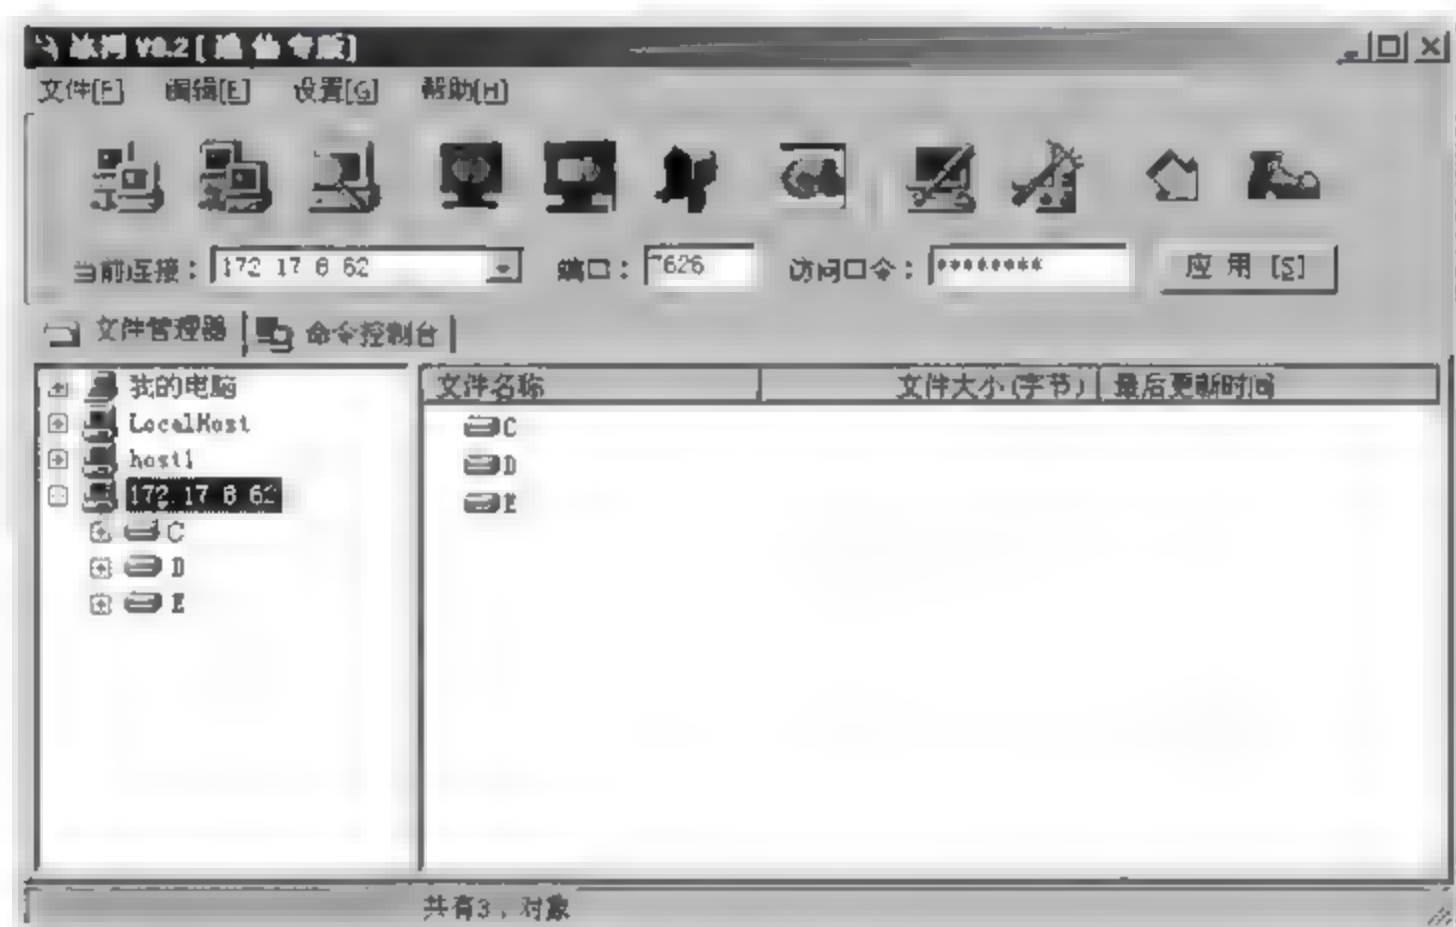 冰河 V8.2 [ 专版]
文件[F] 编辑[E] 设置[G] 帮助[H]
当前连接： 172 17 8 62 端口： 7626 访问口令： ******** 应 用 [S]
文件管理器 命令控制台
我的电脑
LocalHost
host1
172.17 8 62
C
D
E
文件名称 文件大小(字节) 最后更新时间
C
D
E
共有3，对象